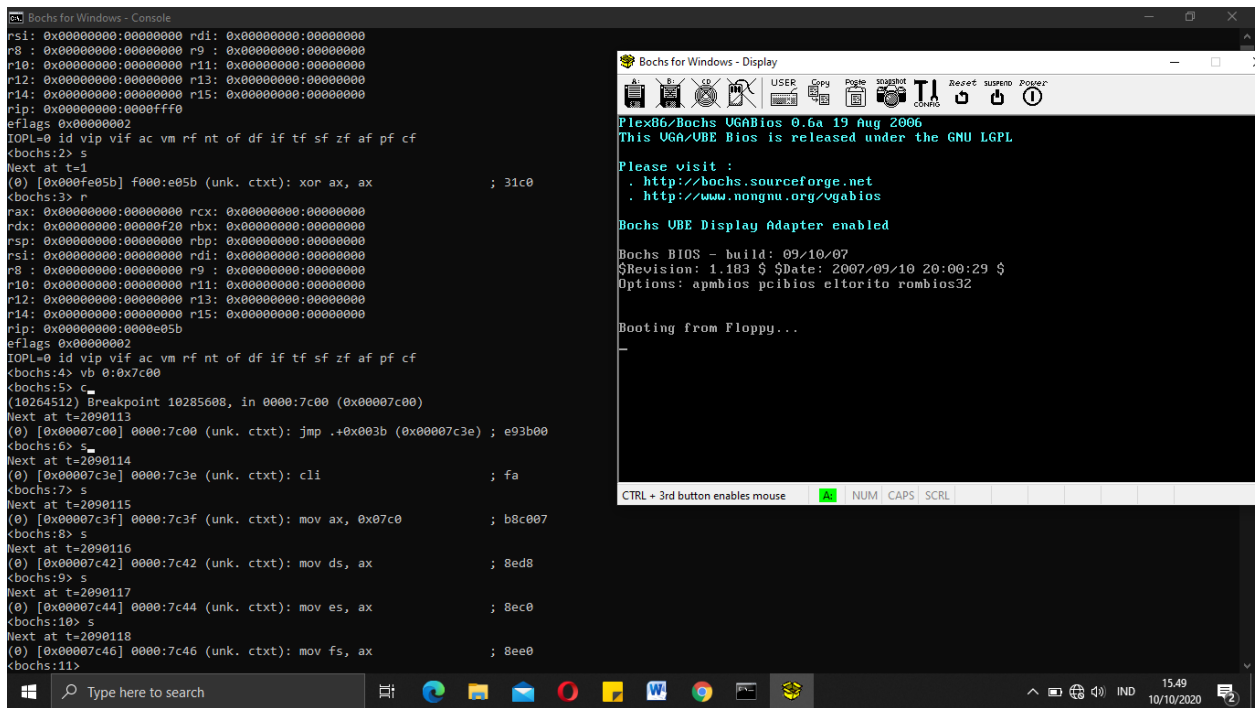 Bochs for Windows - Console
rsi: 0x00000000:00000000 rdi: 0x00000000:00000000
r8 : 0x00000000:00000000 r9 : 0x00000000:00000000
r10: 0x00000000:00000000 r11: 0x00000000:00000000
r12: 0x00000000:00000000 r13: 0x00000000:00000000
r14: 0x00000000:00000000 r15: 0x00000000:00000000
rip: 0x00000000:0000fff0
eflags 0x00000002
IOPL=0 id vip vif ac vm rf nt of df if tf sf zf af pf cf
<bochs:2> s
Next at t=1
(0) [0x000fe05b] f000:e05b (unk. ctxt): xor ax, ax ; 31c0
<bochs:3> r
rax: 0x00000000:00000000 rcx: 0x00000000:00000000
rdx: 0x00000000:00000f20 rbx: 0x00000000:00000000
rsp: 0x00000000:00000000 rbp: 0x00000000:00000000
rsi: 0x00000000:00000000 rdi: 0x00000000:00000000
r8 : 0x00000000:00000000 r9 : 0x00000000:00000000
r10: 0x00000000:00000000 r11: 0x00000000:00000000
r12: 0x00000000:00000000 r13: 0x00000000:00000000
r14: 0x00000000:00000000 r15: 0x00000000:00000000
rip: 0x00000000:0000e05b
eflags 0x00000002
IOPL=0 id vip vif ac vm rf nt of df if tf sf zf af pf cf
<bochs:4> vb 0:0x7c00
<bochs:5> c
(10264512) Breakpoint 10285608, in 0000:7c00 (0x00007c00)
Next at t=2090113
(0) [0x00007c00] 0000:7c00 (unk. ctxt): jmp .+0x003b (0x00007c3e) ; e93b00
<bochs:6> s
Next at t=2090114
(0) [0x00007c3e] 0000:7c3e (unk. ctxt): cli ; fa
<bochs:7> s
Next at t=2090115
(0) [0x00007c3f] 0000:7c3f (unk. ctxt): mov ax, 0x07c0 ; b8c007
<bochs:8> s
Next at t=2090116
(0) [0x00007c42] 0000:7c42 (unk. ctxt): mov ds, ax ; 8ed8
<bochs:9> s
Next at t=2090117
(0) [0x00007c44] 0000:7c44 (unk. ctxt): mov es, ax ; 8ec0
<bochs:10> s
Next at t=2090118
(0) [0x00007c46] 0000:7c46 (unk. ctxt): mov fs, ax ; 8ee0
<bochs:11>
Bochs for Windows - Display
A: B: CD USER Copy Paste snapshot CONFIG Reset SUSPEND Power
Plex86/Bochs VGABios 0.6a 19 Aug 2006
This VGA/VBE Bios is released under the GNU LGPL
Please visit :
. http://bochs.sourceforge.net
. http://www.nongnu.org/vgabios
Bochs VBE Display Adapter enabled
Bochs BIOS - build: 09/10/07
$Revision: 1.183 $ $Date: 2007/09/10 20:00:29 $
Options: apmbios pcibios eltorito rombios32
Booting from Floppy...
CTRL + 3rd button enables mouse A: NUM CAPS SCRL
Type here to search
IND
15.49
10/10/2020
2